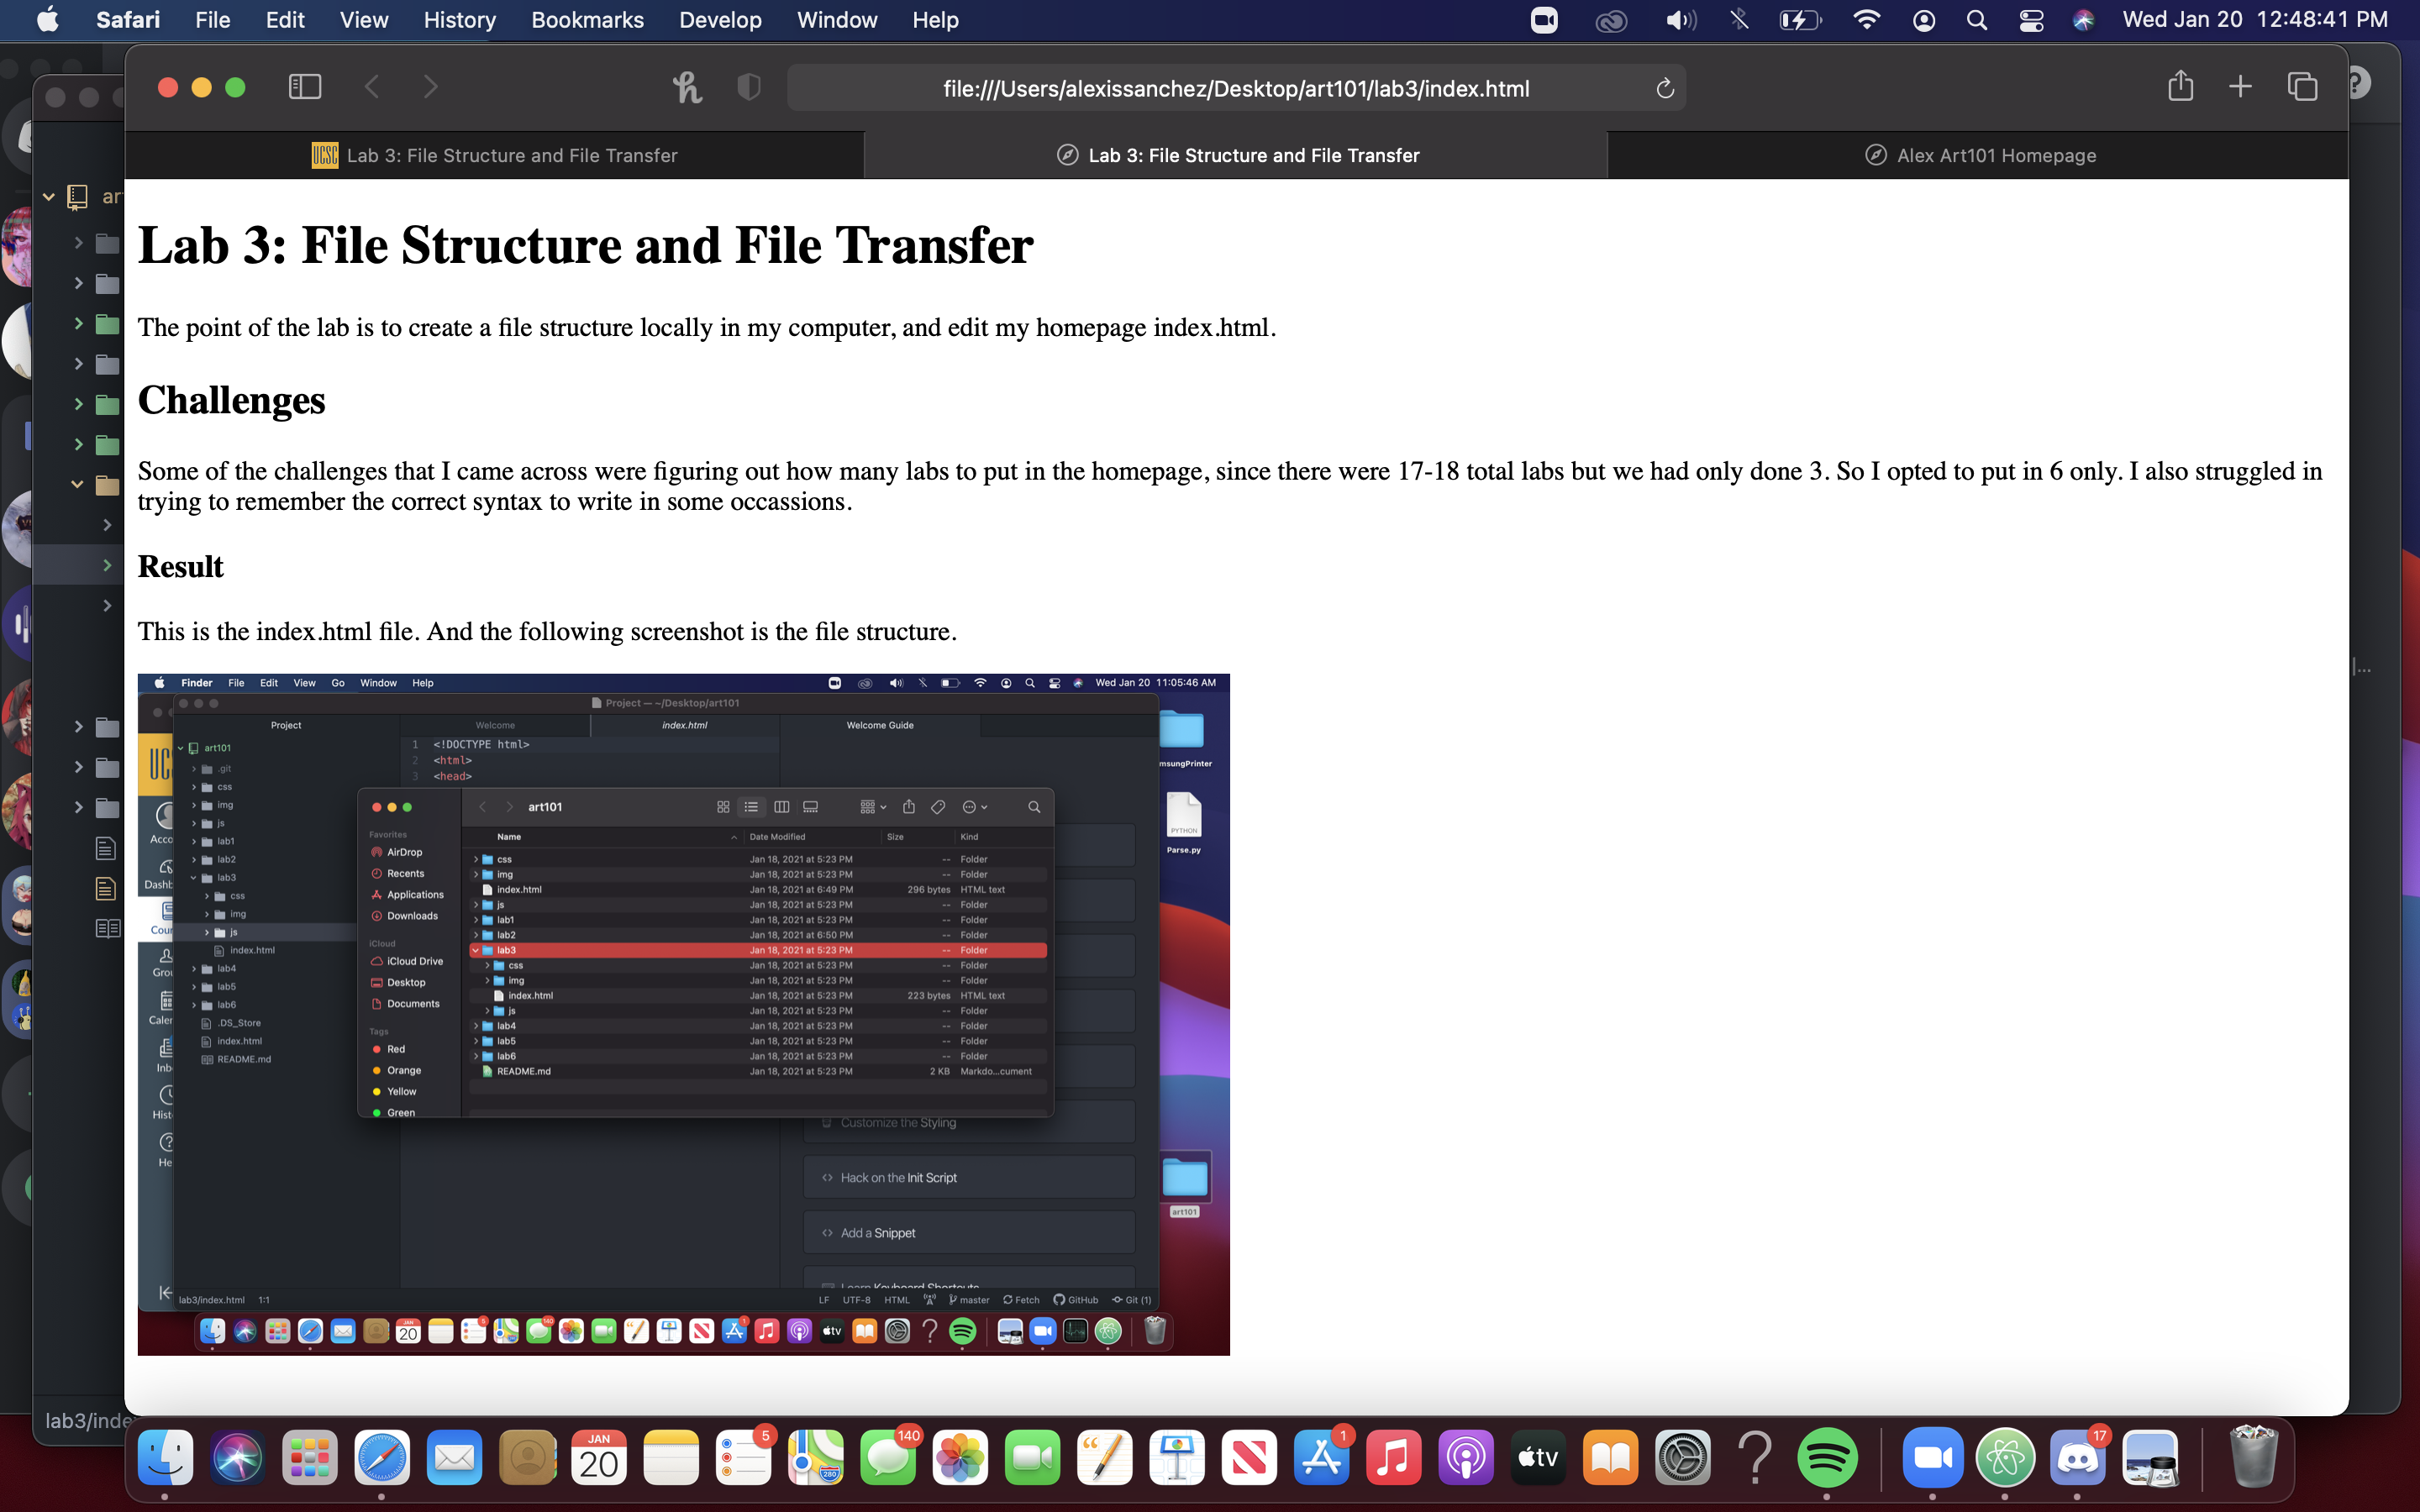 Safari File Edit View History Bookmarks Develop Window Help Wed Jan 20 12:48:41 PM
file:///Users/alexissanchez/Desktop/art101/lab3/index.html
UCSC Lab 3: File Structure and File Transfer
Lab 3: File Structure and File Transfer
Alex Art101 Homepage
Lab 3: File Structure and File Transfer
The point of the lab is to create a file structure locally in my computer, and edit my homepage index.html.
Challenges
Some of the challenges that I came across were figuring out how many labs to put in the homepage, since there were 17-18 total labs but we had only done 3. So I opted to put in 6 only. I also struggled in
trying to remember the correct syntax to write in some occassions.
Result
This is the index.html file. And the following screenshot is the file structure.
Finder File Edit View Go Window Help Wed Jan 20 11:05:46 AM
Project — ~/Desktop/art101
Project Welcome index.html Welcome Guide
art101
.git
css
img
js
lab1
lab2
lab3
css
img
js
index.html
lab4
lab5
lab6
.DS_Store
index.html
README.md
1 <!DOCTYPE html>
2 <html>
3 <head>
art101
Favorites
AirDrop
Recents
Applications
Downloads
iCloud
iCloud Drive
Desktop
Documents
Tags
Red
Orange
Yellow
Green
Name Date Modified Size Kind
css Jan 18, 2021 at 5:23 PM -- Folder
img Jan 18, 2021 at 5:23 PM -- Folder
index.html Jan 18, 2021 at 6:49 PM 296 bytes HTML text
js Jan 18, 2021 at 5:23 PM -- Folder
lab1 Jan 18, 2021 at 5:23 PM -- Folder
lab2 Jan 18, 2021 at 6:50 PM -- Folder
lab3 Jan 18, 2021 at 5:23 PM -- Folder
css Jan 18, 2021 at 5:23 PM -- Folder
img Jan 18, 2021 at 5:23 PM -- Folder
index.html Jan 18, 2021 at 5:23 PM 223 bytes HTML text
js Jan 18, 2021 at 5:23 PM -- Folder
lab4 Jan 18, 2021 at 5:23 PM -- Folder
lab5 Jan 18, 2021 at 5:23 PM -- Folder
lab6 Jan 18, 2021 at 5:23 PM -- Folder
README.md Jan 18, 2021 at 5:23 PM 2 KB Markdo...cument
msungPrinter
PYTHON
Parse.py
Customize the Styling
Hack on the Init Script
Add a Snippet
Learn Keyboard Shortcuts
art101
lab3/index.html 1:1 LF UTF-8 HTML master Fetch GitHub Git (1)
lab3/inde
JAN
20
5
280
140
1
tv
17